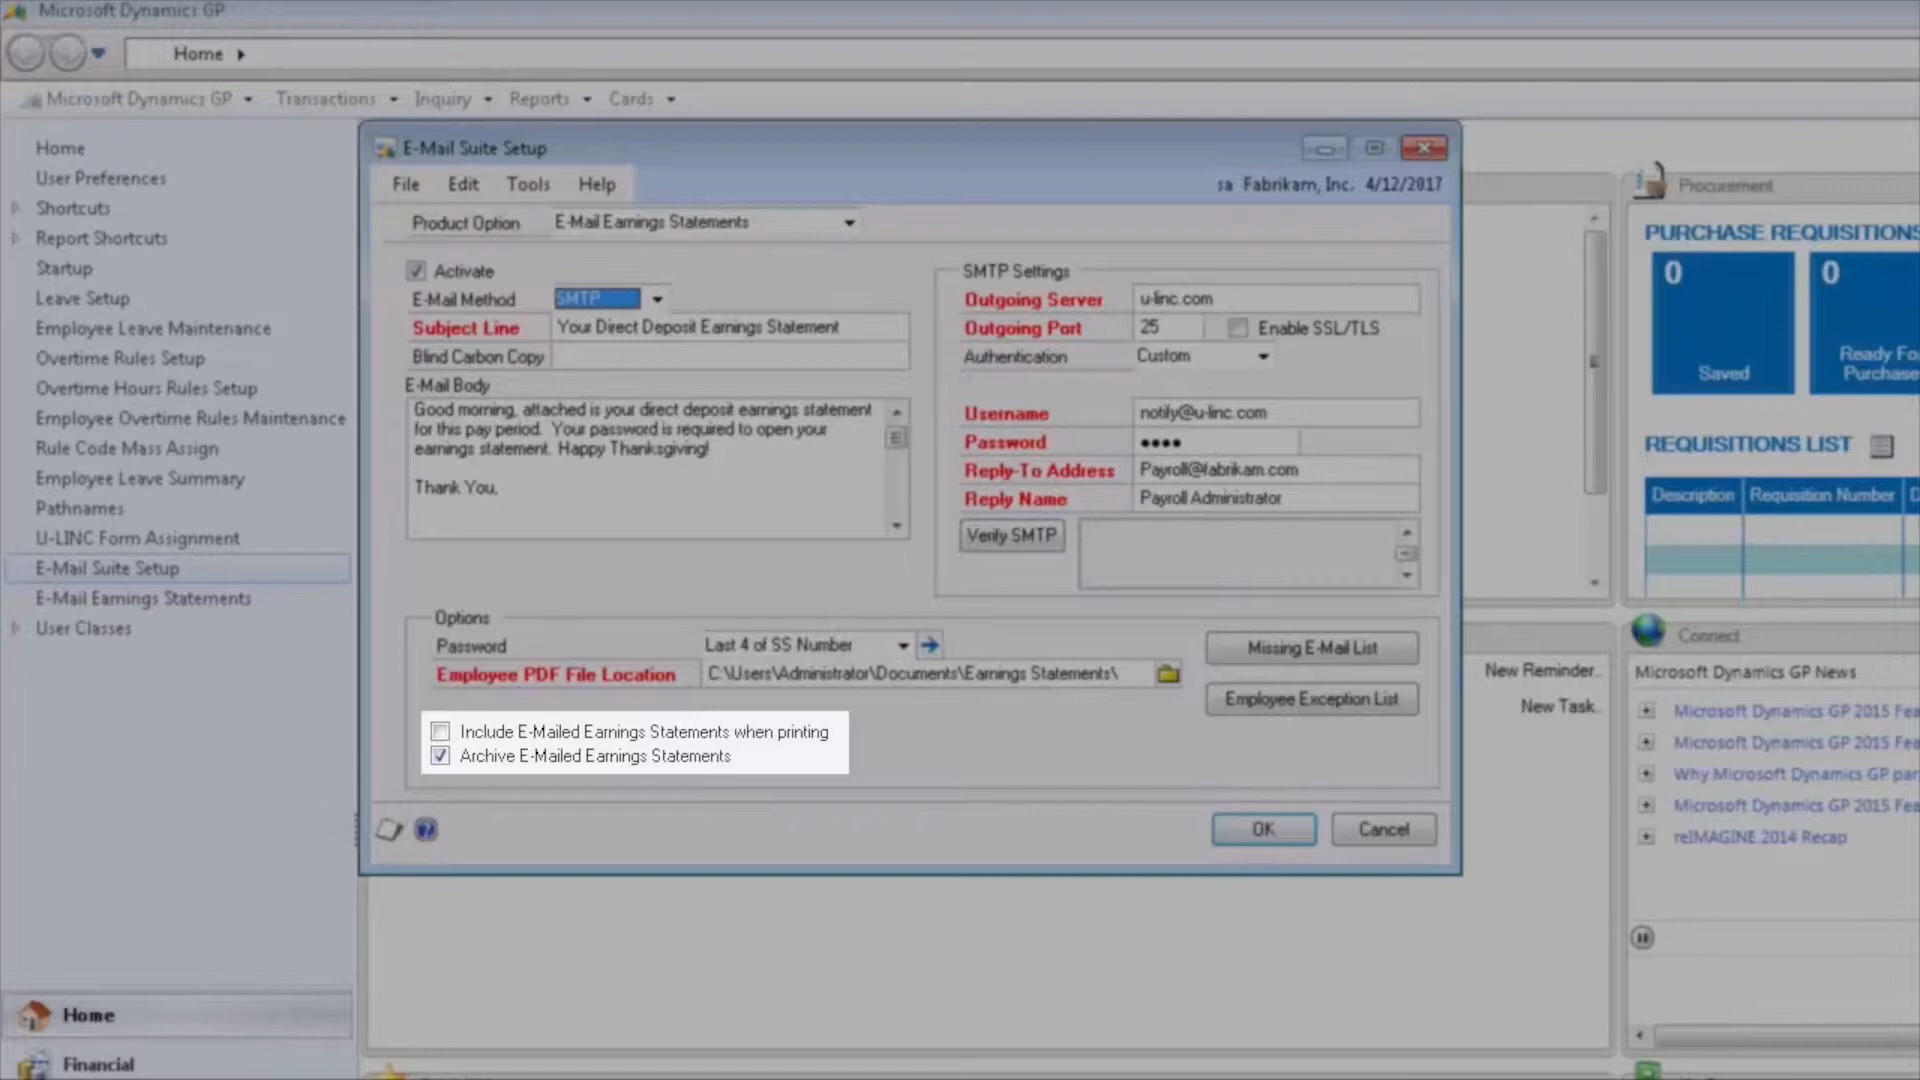 Microsoft Dynamics GP
Home
Microsoft Dynamics GP Transactions Inquiry Reports Cards
Home
User Preferences
Shortcuts
Report Shortcuts
Startup
Leave Setup
Employee Leave Maintenance
Overtime Rules Setup
Overtime Hours Rules Setup
Employee Overtime Rules Maintenance
Rule Code Mass Assign
Employee Leave Summary
Pathnames
U-LINC Form Assignment
E-Mail Suite Setup
E-Mail Earnings Statements
User Classes
Home
Financial
E-Mail Suite Setup
File Edit Tools Help
sa Fabrikam, Inc. 4/12/2017
Product Option E-Mail Earnings Statements
Activate
E-Mail Method SMTP
Subject Line Your Direct Deposit Earnings Statement
Blind Carbon Copy
E-Mail Body
Good morning, attached is your direct deposit earnings statement
for this pay period. Your password is required to open your
earnings statement. Happy Thanksgiving!
Thank You,
SMTP Settings
Outgoing Server u-linc.com
Outgoing Port 25 Enable SSL/TLS
Authentication Custom
Username notify@u-linc.com
Password ●●●●
Reply-To Address Payroll@fabrikam.com
Reply Name Payroll Administrator
Verify SMTP
Options
Password Last 4 of SS Number
Employee PDF File Location C:\Users\Administrator\Documents\Earnings Statements\
Missing E-Mail List
Employee Exception List
Include E-Mailed Earnings Statements when printing
Archive E-Mailed Earnings Statements
OK Cancel
New Reminder..
New Task..
Procurement
PURCHASE REQUISITIONS
0
Saved
0
Ready Fo
Purchase
REQUISITIONS LIST
Description Requisition Number D
Connect
Microsoft Dynamics GP News
Microsoft Dynamics GP 2015 Fea
Microsoft Dynamics GP 2015 Fea
Why Microsoft Dynamics GP par
Microsoft Dynamics GP 2015 Fea
reIMAGINE 2014 Recap